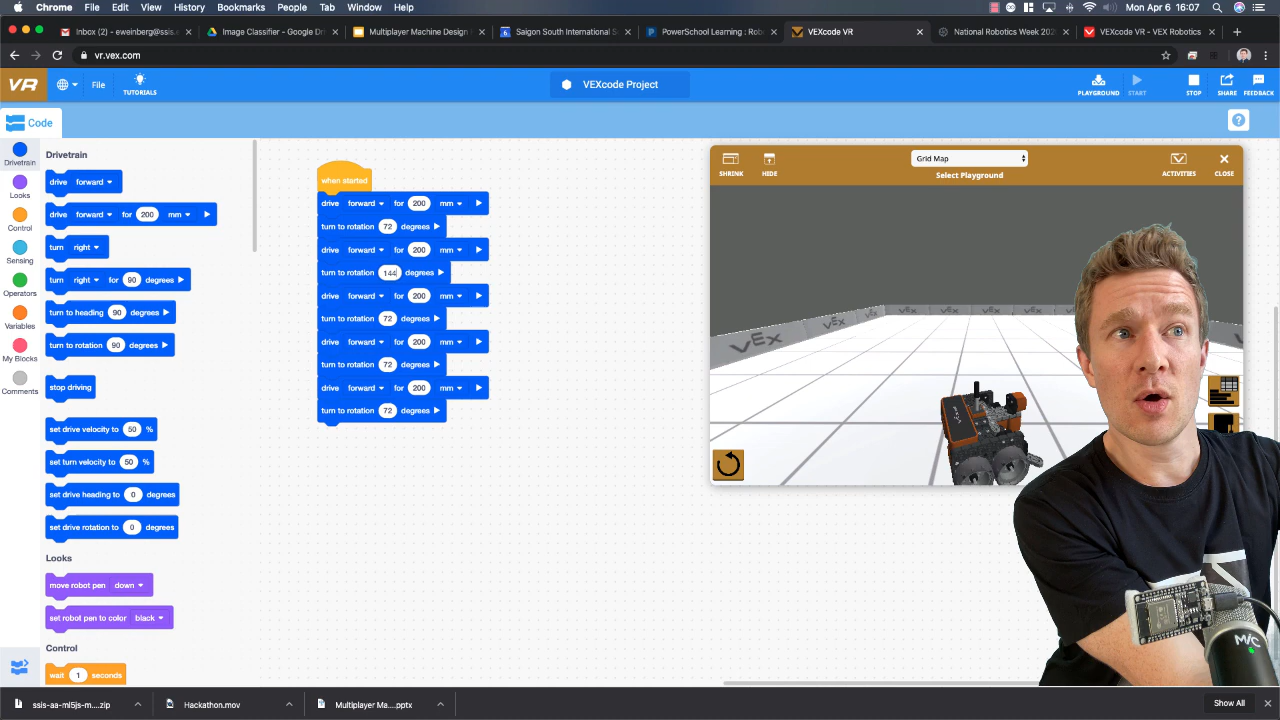 Chrome File Edit View History Bookmarks People Tab Window Help Mon Apr 6 16:07
Inbox (2) - eweinberg@ssis.e Image Classifier - Google Dri Multiplayer Machine Design P Saigon South International S PowerSchool Learning : Rob VEXcode VR National Robotics Week 202 VEXcode VR - VEX Robotics
vr.vex.com
VR File TUTORIALS VEXcode Project PLAYGROUND START STOP SHARE FEEDBACK
Code
Drivetrain
Looks
Control
Sensing
Operators
Variables
My Blocks
Comments
Drivetrain
drive forward
drive forward for 200 mm
turn right
turn right for 90 degrees
turn to heading 90 degrees
turn to rotation 90 degrees
stop driving
set drive velocity to 50 %
set turn velocity to 50 %
set drive heading to 0 degrees
set drive rotation to 0 degrees
Looks
move robot pen down
set robot pen to color black
Control
wait 1 seconds
when started
drive forward for 200 mm
turn to rotation 72 degrees
drive forward for 200 mm
turn to rotation 144 degrees
drive forward for 200 mm
turn to rotation 72 degrees
drive forward for 200 mm
turn to rotation 72 degrees
drive forward for 200 mm
turn to rotation 72 degrees
SHRINK HIDE Grid Map ACTIVITIES CLOSE
Select Playground
VEX VEX VEX VEX VEX
MiC
ssis-aa-ml5js-m....zip Hackathon.mov Multiplayer Ma....pptx Show All